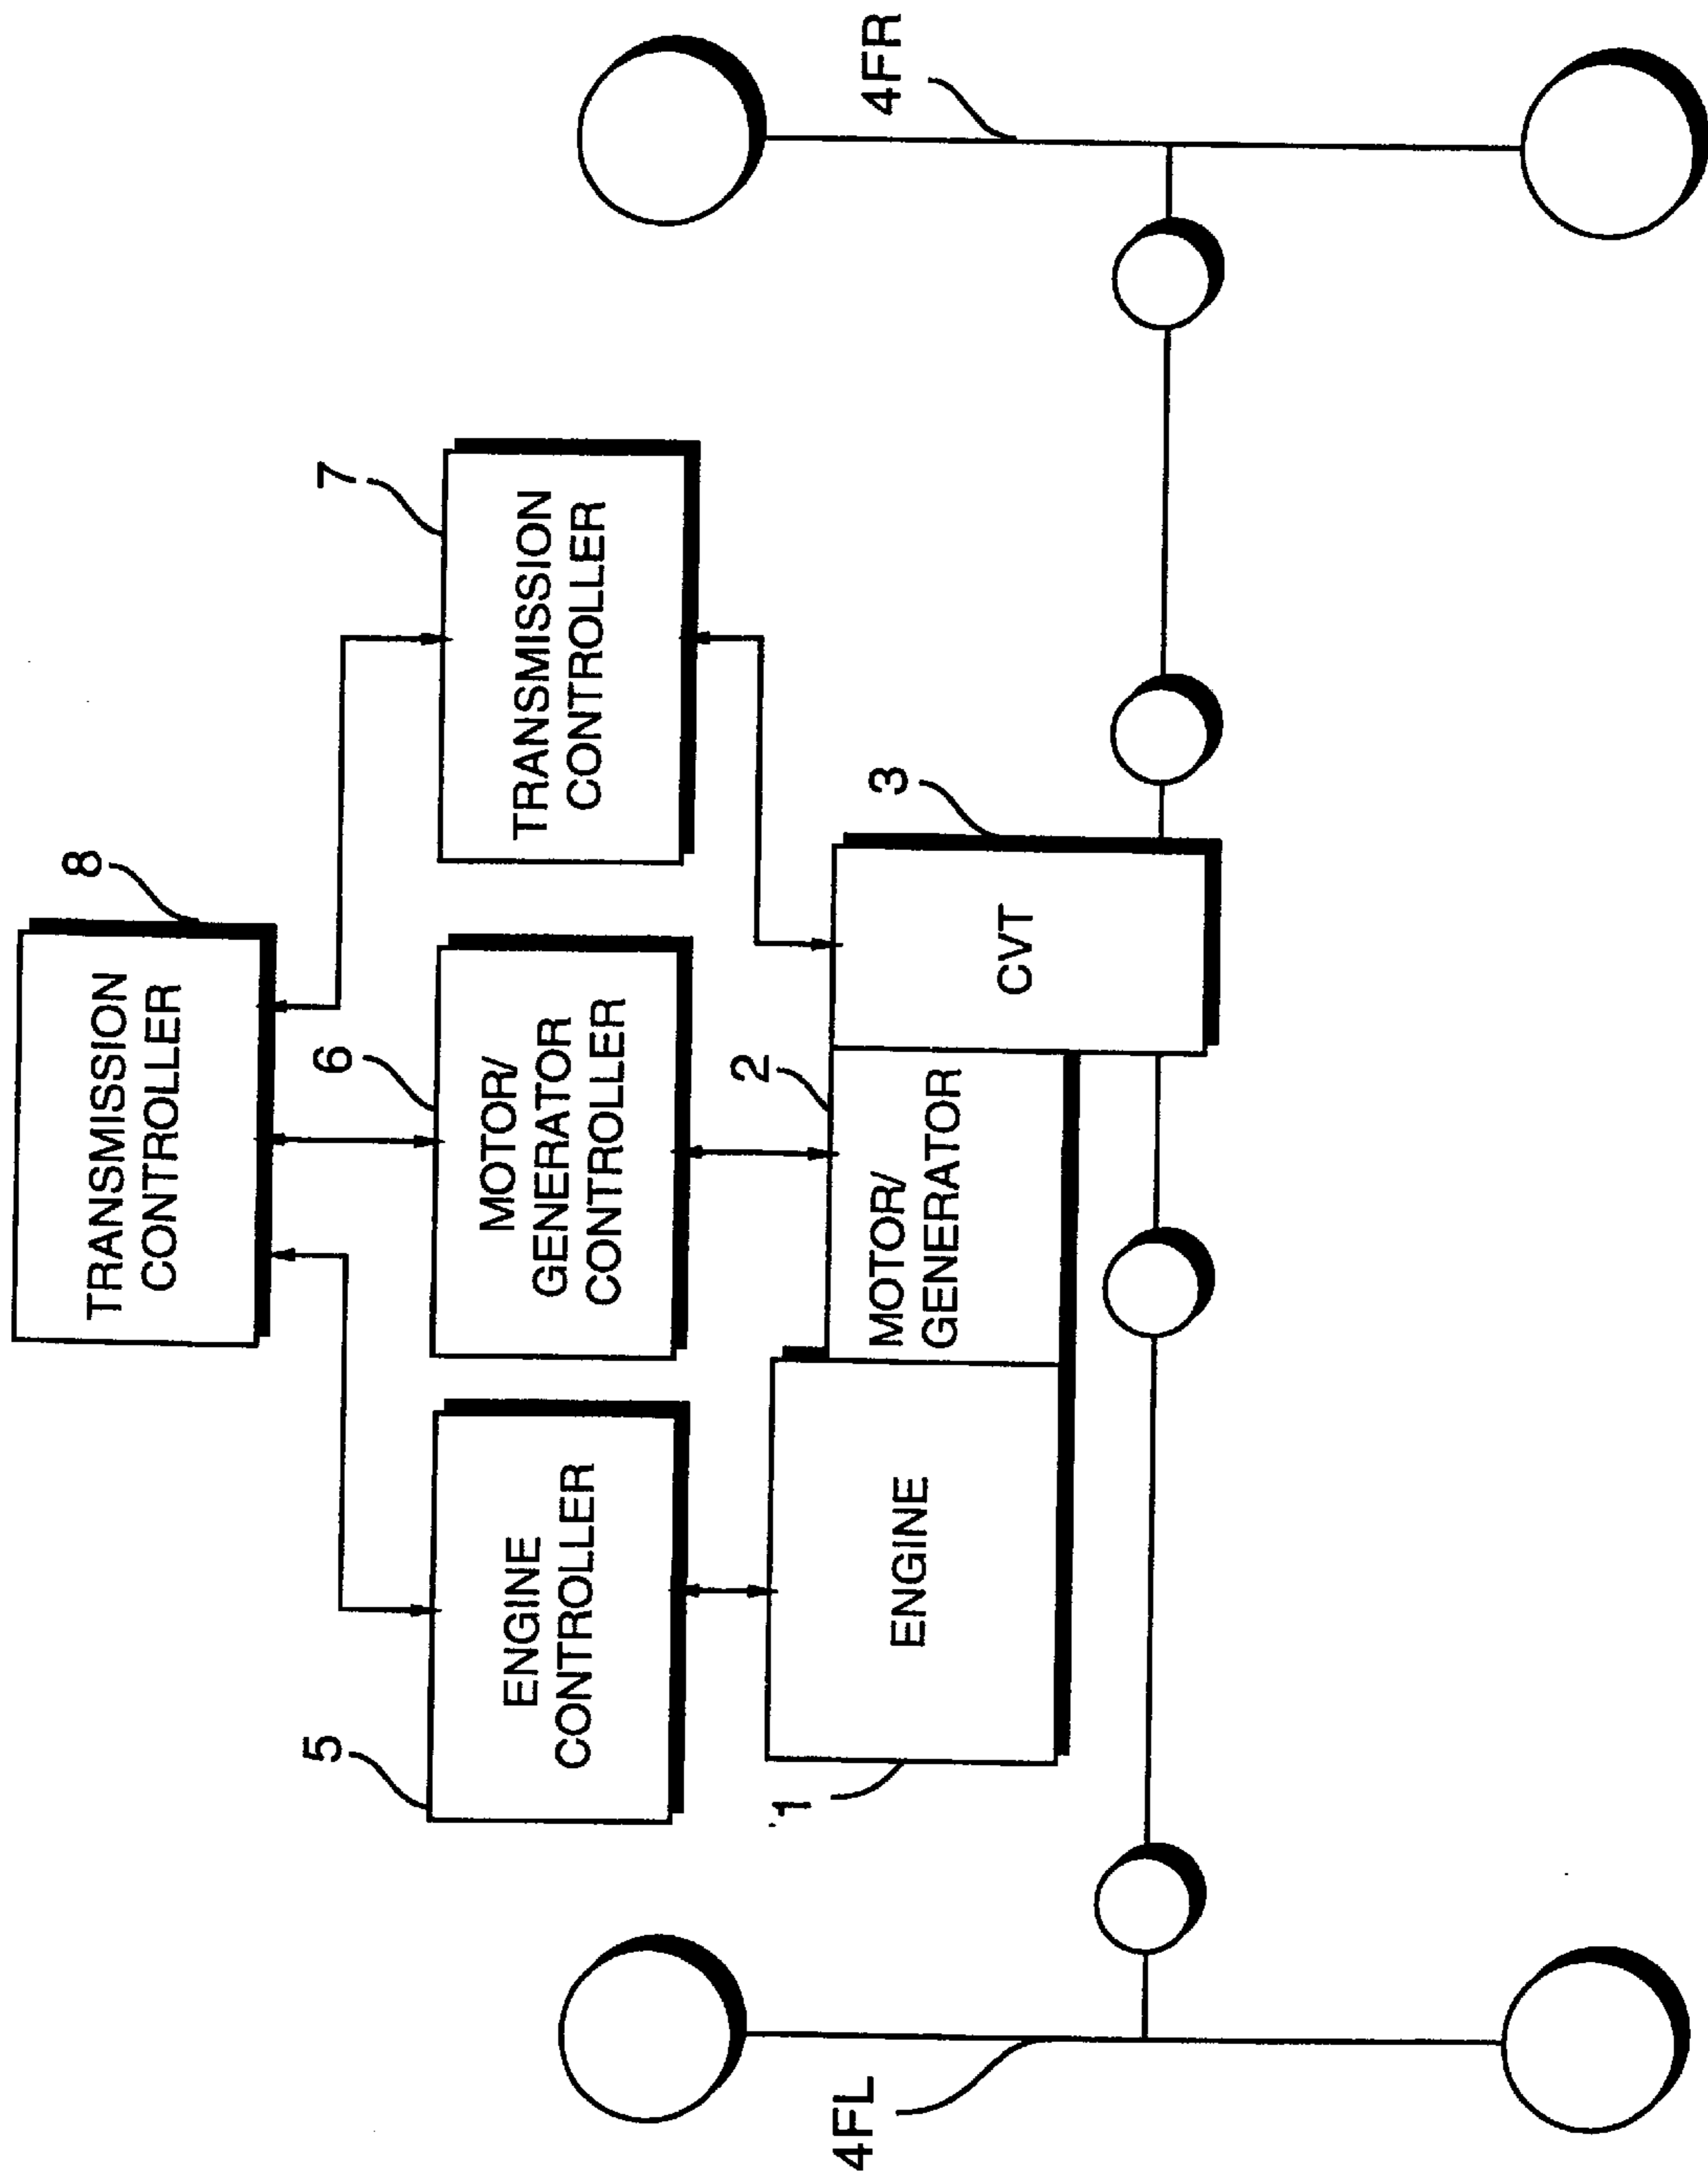 8
TRANSMISSION
CONTROLLER
5
ENGINE
CONTROLLER
6
MOTOR/
GENERATOR
CONTROLLER
7
TRANSMISSION
CONTROLLER
1
ENGINE
2
MOTOR/
GENERATOR
3
CVT
4FL
4FR